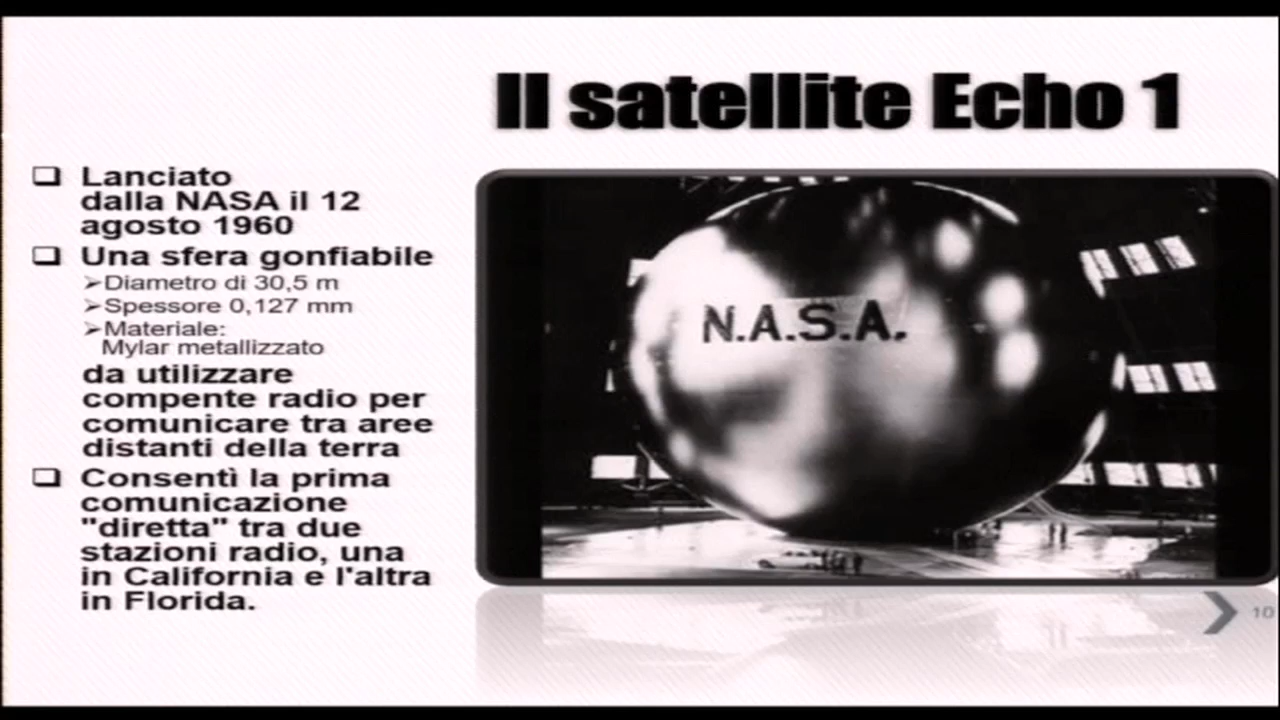 Il satellite Echo 1
Lanciato
dalla NASA il 12
agosto 1960
Una sfera gonfiabile
Diametro di 30,5 m
Spessore 0,127 mm
Materiale:
Mylar metallizzato
da utilizzare
compente radio per
comunicare tra aree
distanti della terra
Consentì la prima
comunicazione
"diretta" tra due
stazioni radio, una
in California e l'altra
in Florida.
N.A.S.A.
10